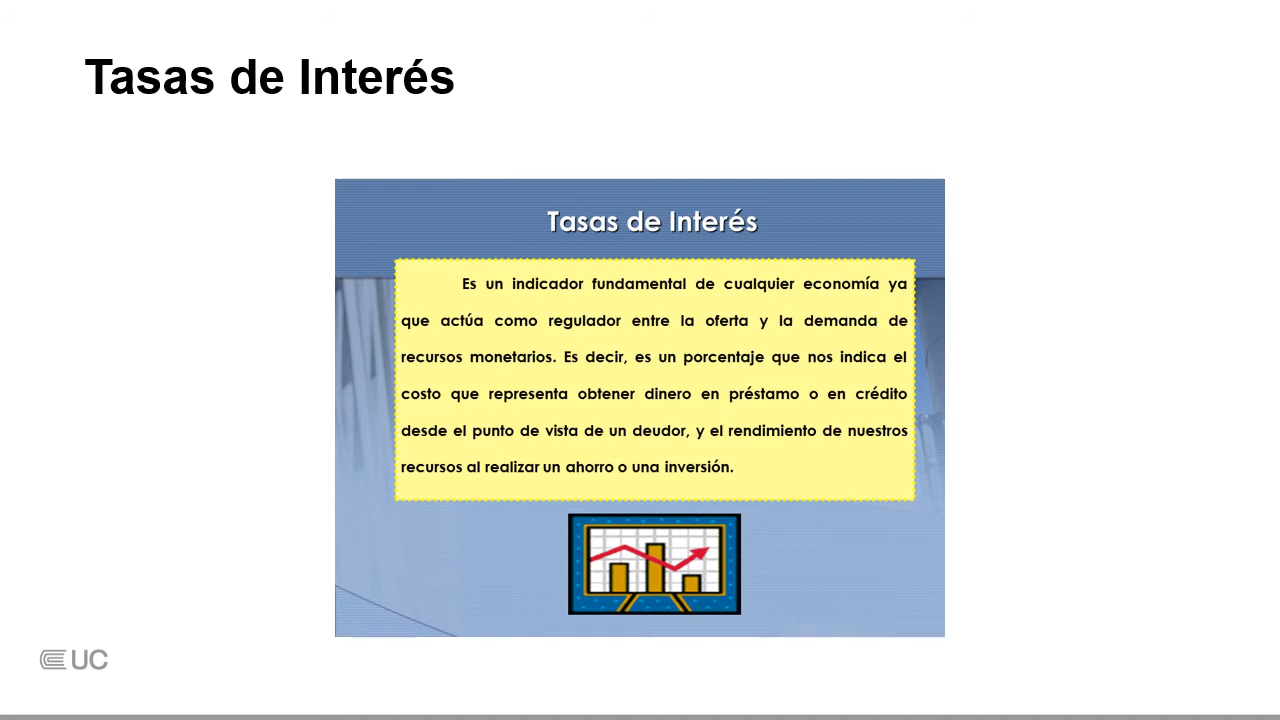 Tasas de Interés
Tasas de Interés
Es un indicador fundamental de cualquier economía ya
que actúa como regulador entre la oferta y la demanda de
recursos monetarios. Es decir, es un porcentaje que nos indica el
costo que representa obtener dinero en préstamo o en crédito
desde el punto de vista de un deudor, y el rendimiento de nuestros
recursos al realizar un ahorro o una inversión.
UC